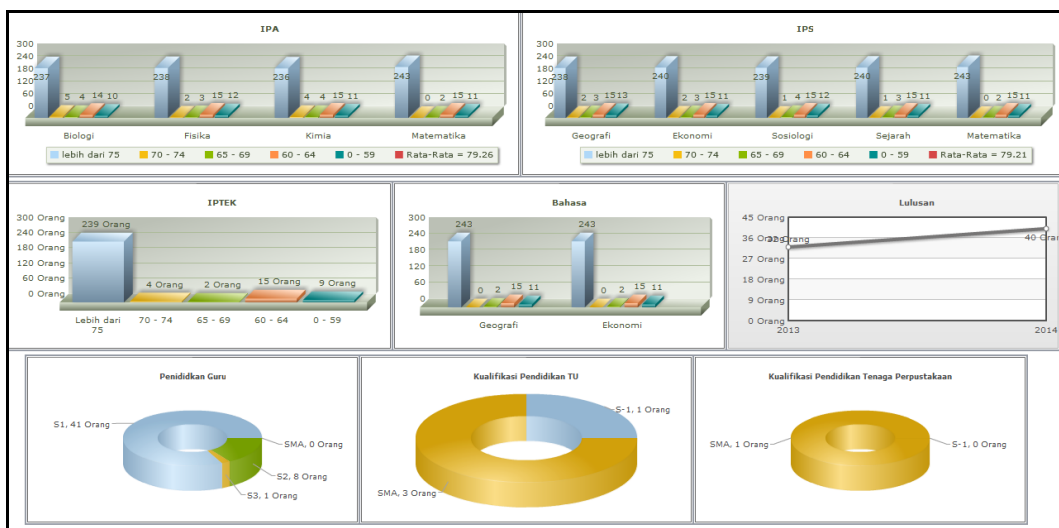 IPA
300
240
180
120
60
0
237 5 4 14 10
238 2 3 15 12
236 4 4 15 11
243 0 2 15 11
Biologi Fisika Kimia Matematika
lebih dari 75 70 - 74 65 - 69 60 - 64 0 - 59 Rata-Rata = 79.26
IPS
300
240
180
120
60
0
238 2 3 15 13
240 2 3 15 11
239 1 4 15 12
240 1 3 15 11
243 0 2 15 11
Geografi Ekonomi Sosiologi Sejarah Matematika
lebih dari 75 70 - 74 65 - 69 60 - 64 0 - 59 Rata-Rata = 79.21
IPTEK
300 Orang
240 Orang
180 Orang
120 Orang
60 Orang
0 Orang
239 Orang
4 Orang
2 Orang
15 Orang
9 Orang
Lebih dari 70 - 74 65 - 69 60 - 64 0 - 59
75
Bahasa
300
240
180
120
60
0
243 0 2 15 11
243 0 2 15 11
Geografi Ekonomi
Lulusan
45 Orang
36 Orang
27 Orang
18 Orang
9 Orang
0 Orang
Orang
40 Orang
2013 2014
Penididkan Guru
S1, 41 Orang
SMA, 0 Orang
S2, 8 Orang
S3, 1 Orang
Kualifikasi Pendidikan TU
S-1, 1 Orang
SMA, 3 Orang
Kualifikasi Pendidikan Tenaga Perpustakaan
SMA, 1 Orang
S-1, 0 Orang